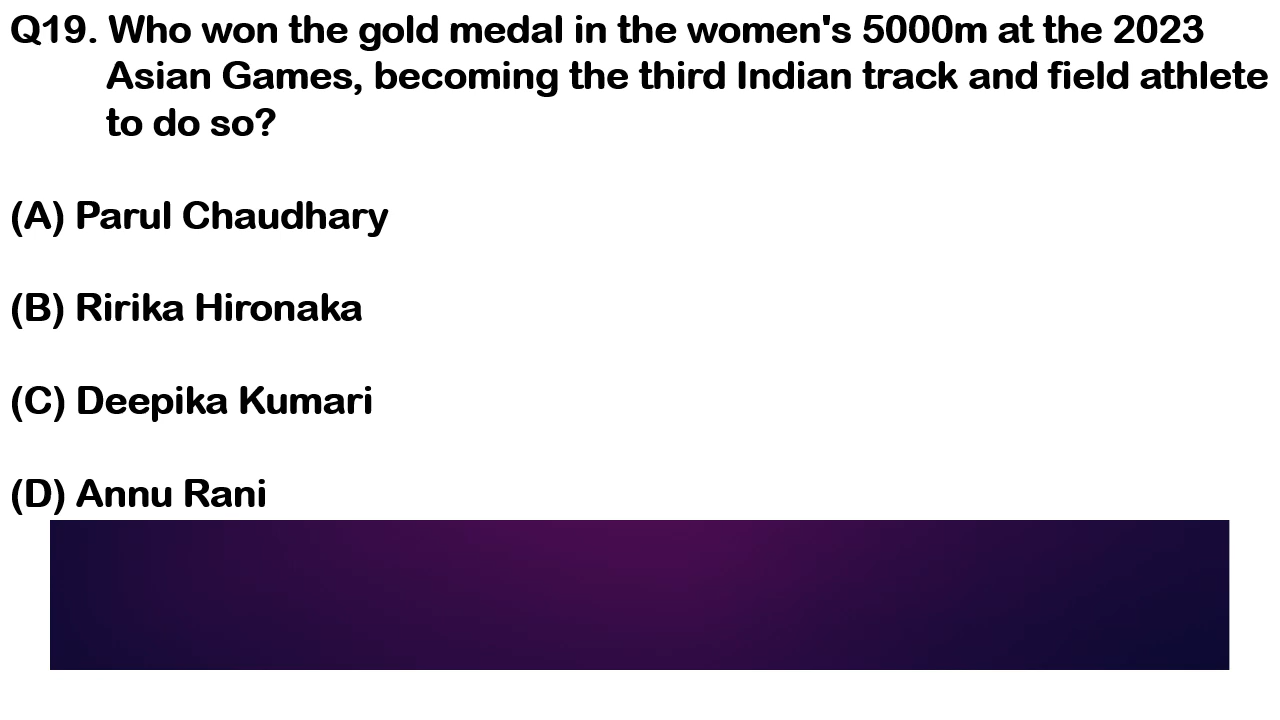 Q19. Who won the gold medal in the women's 5000m at the 2023
Asian Games, becoming the third Indian track and field athlete
to do so?
(A) Parul Chaudhary
(B) Ririka Hironaka
(C) Deepika Kumari
(D) Annu Rani